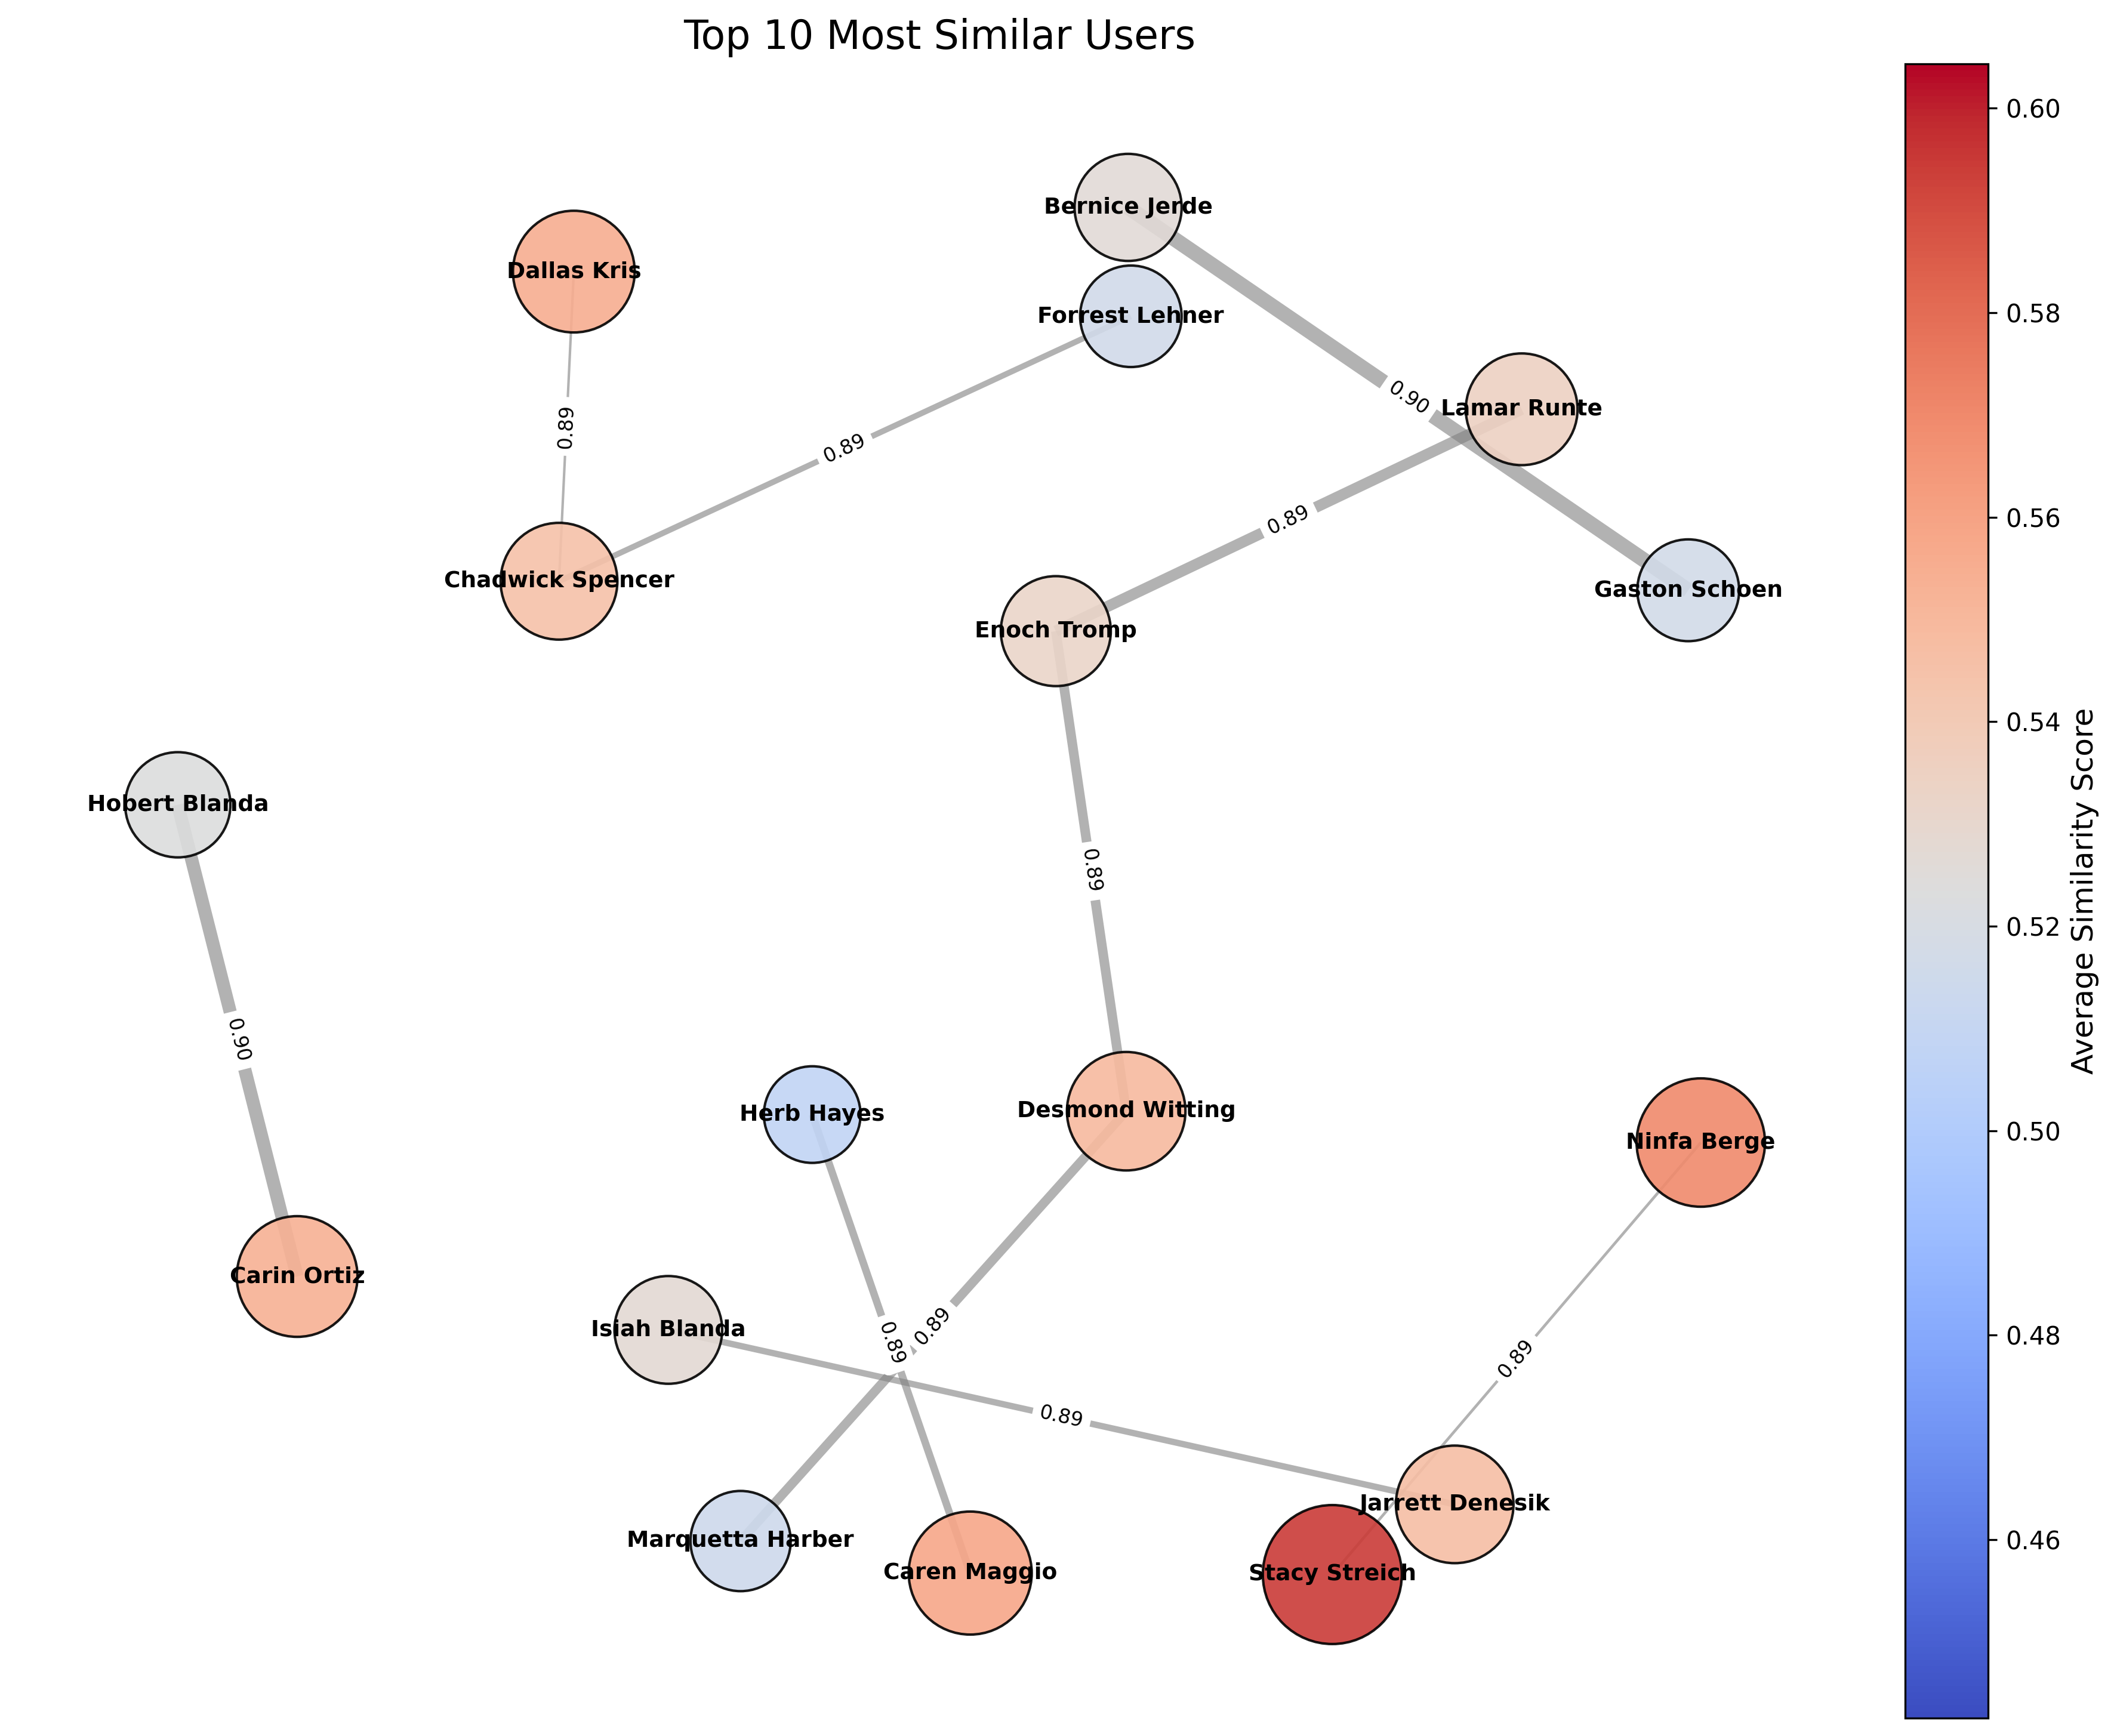 Top 10 Most Similar Users
Bernice Jerde
Dallas Kris
Forrest Lehner
0.90
Lamar Runte
0.89
0.89
0.89
Chadwick Spencer
Gaston Schoen
Enoch Tromp
Hobert Blanda
0.89
0.90
Herb Hayes
Desmond Witting
Ninfa Berge
Carin Ortiz
Isiah Blanda
0.89
0.89
0.89
0.89
Jarrett Denesik
Marquetta Harber
Caren Maggio
Stacy Streich
0.60
0.58
0.56
0.54
0.52
0.50
0.48
0.46
Average Similarity Score